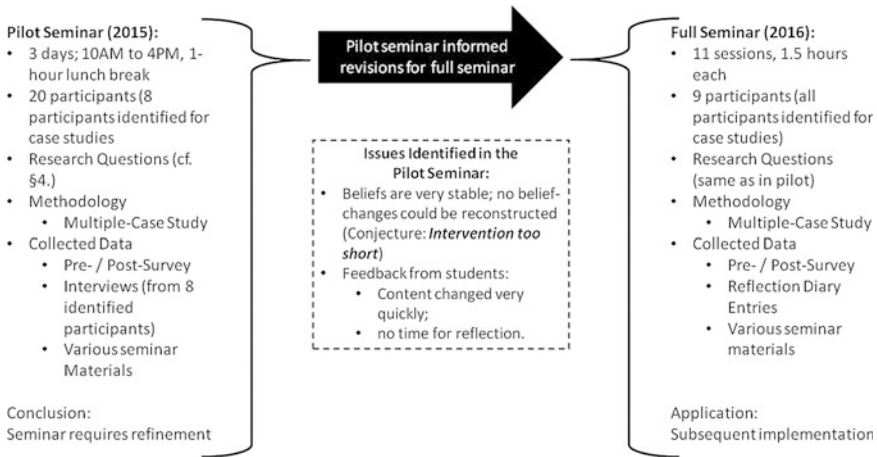 Pilot Seminar (2015):
• 3 days; 10AM to 4PM, 1-
hour lunch break
• 20 participants (8
participants identified for
case studies
• Research Questions (cf.
§4.)
• Methodology
• Multiple-Case Study
• Collected Data
• Pre- / Post-Survey
• Interviews (from 8
identified
participants)
• Various seminar
Materials
Conclusion:
Seminar requires refinement
Pilot seminar informed
revisions for full seminar
Issues Identified in the
Pilot Seminar:
• Beliefs are very stable; no belief-
changes could be reconstructed
(Conjecture: Intervention too
short)
• Feedback from students:
• Content changed very
quickly;
• no time for reflection.
Full Seminar (2016):
• 11 sessions, 1.5 hours
each
• 9 participants (all
participants identified for
case studies)
• Research Questions
(same as in pilot)
• Methodology
• Multiple-Case Study
• Collected Data
• Pre- / Post-Survey
• Reflection Diary
Entries
• Various seminar
materials
Application:
Subsequent implementation